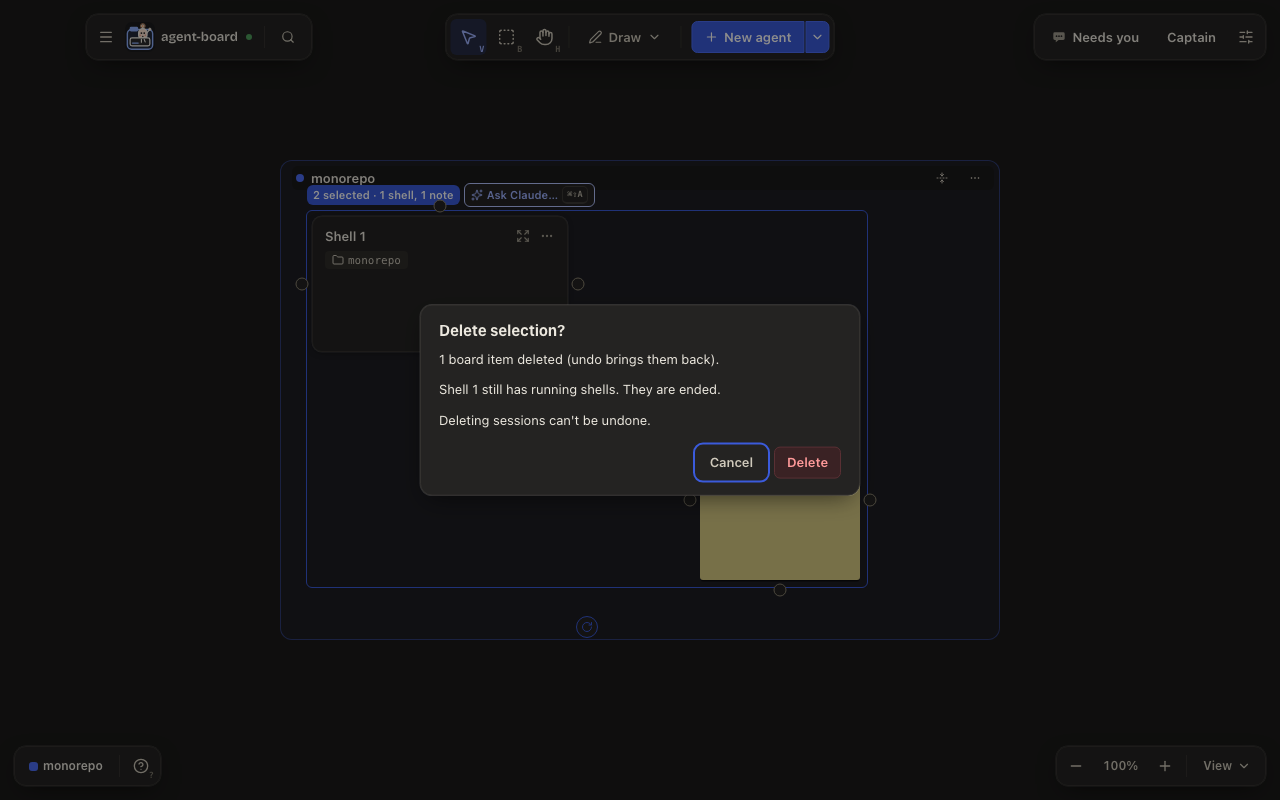 agent-board
V
B
H
Draw
New agent
Needs you
Captain
monorepo
2 selected · 1 shell, 1 note
Ask Claude... ⌘⇧A
Shell 1
monorepo
Delete selection?
1 board item deleted (undo brings them back).
Shell 1 still has running shells. They are ended.
Deleting sessions can't be undone.
Cancel
Delete
monorepo
?
100%
View